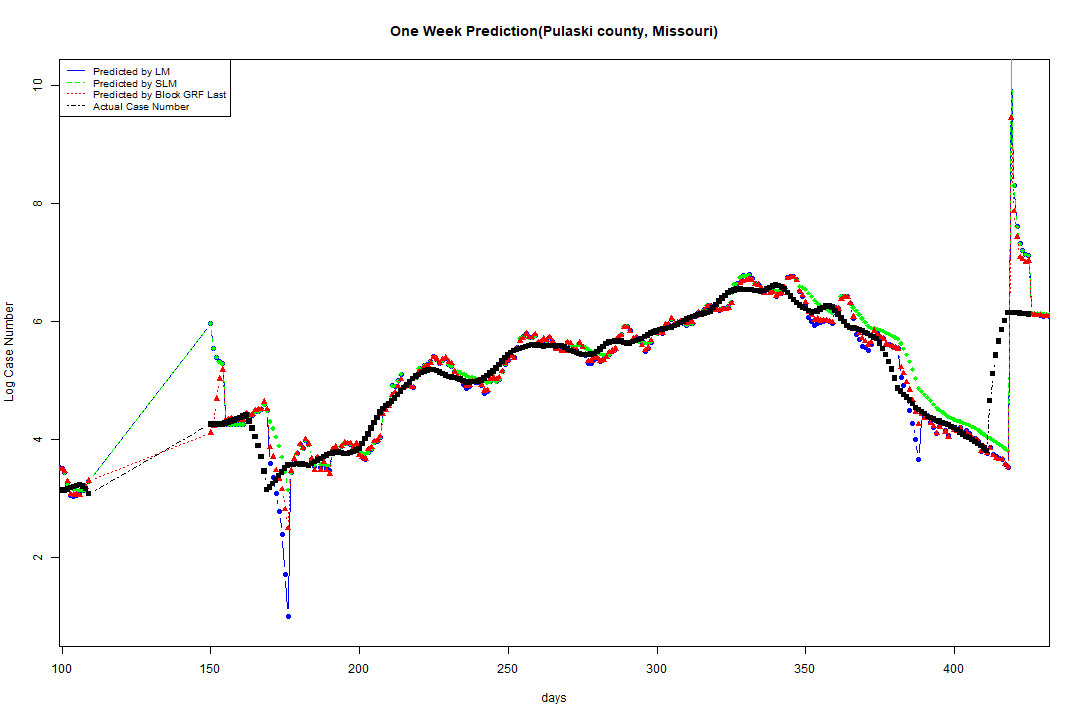 One Week Prediction(Pulaski county, Missouri)
Predicted by LM
Predicted by SLM
Predicted by Block GRF Last
Actual Case Number
10
8
6
4
2
Log Case Number
100 150 200 250 300 350 400
days